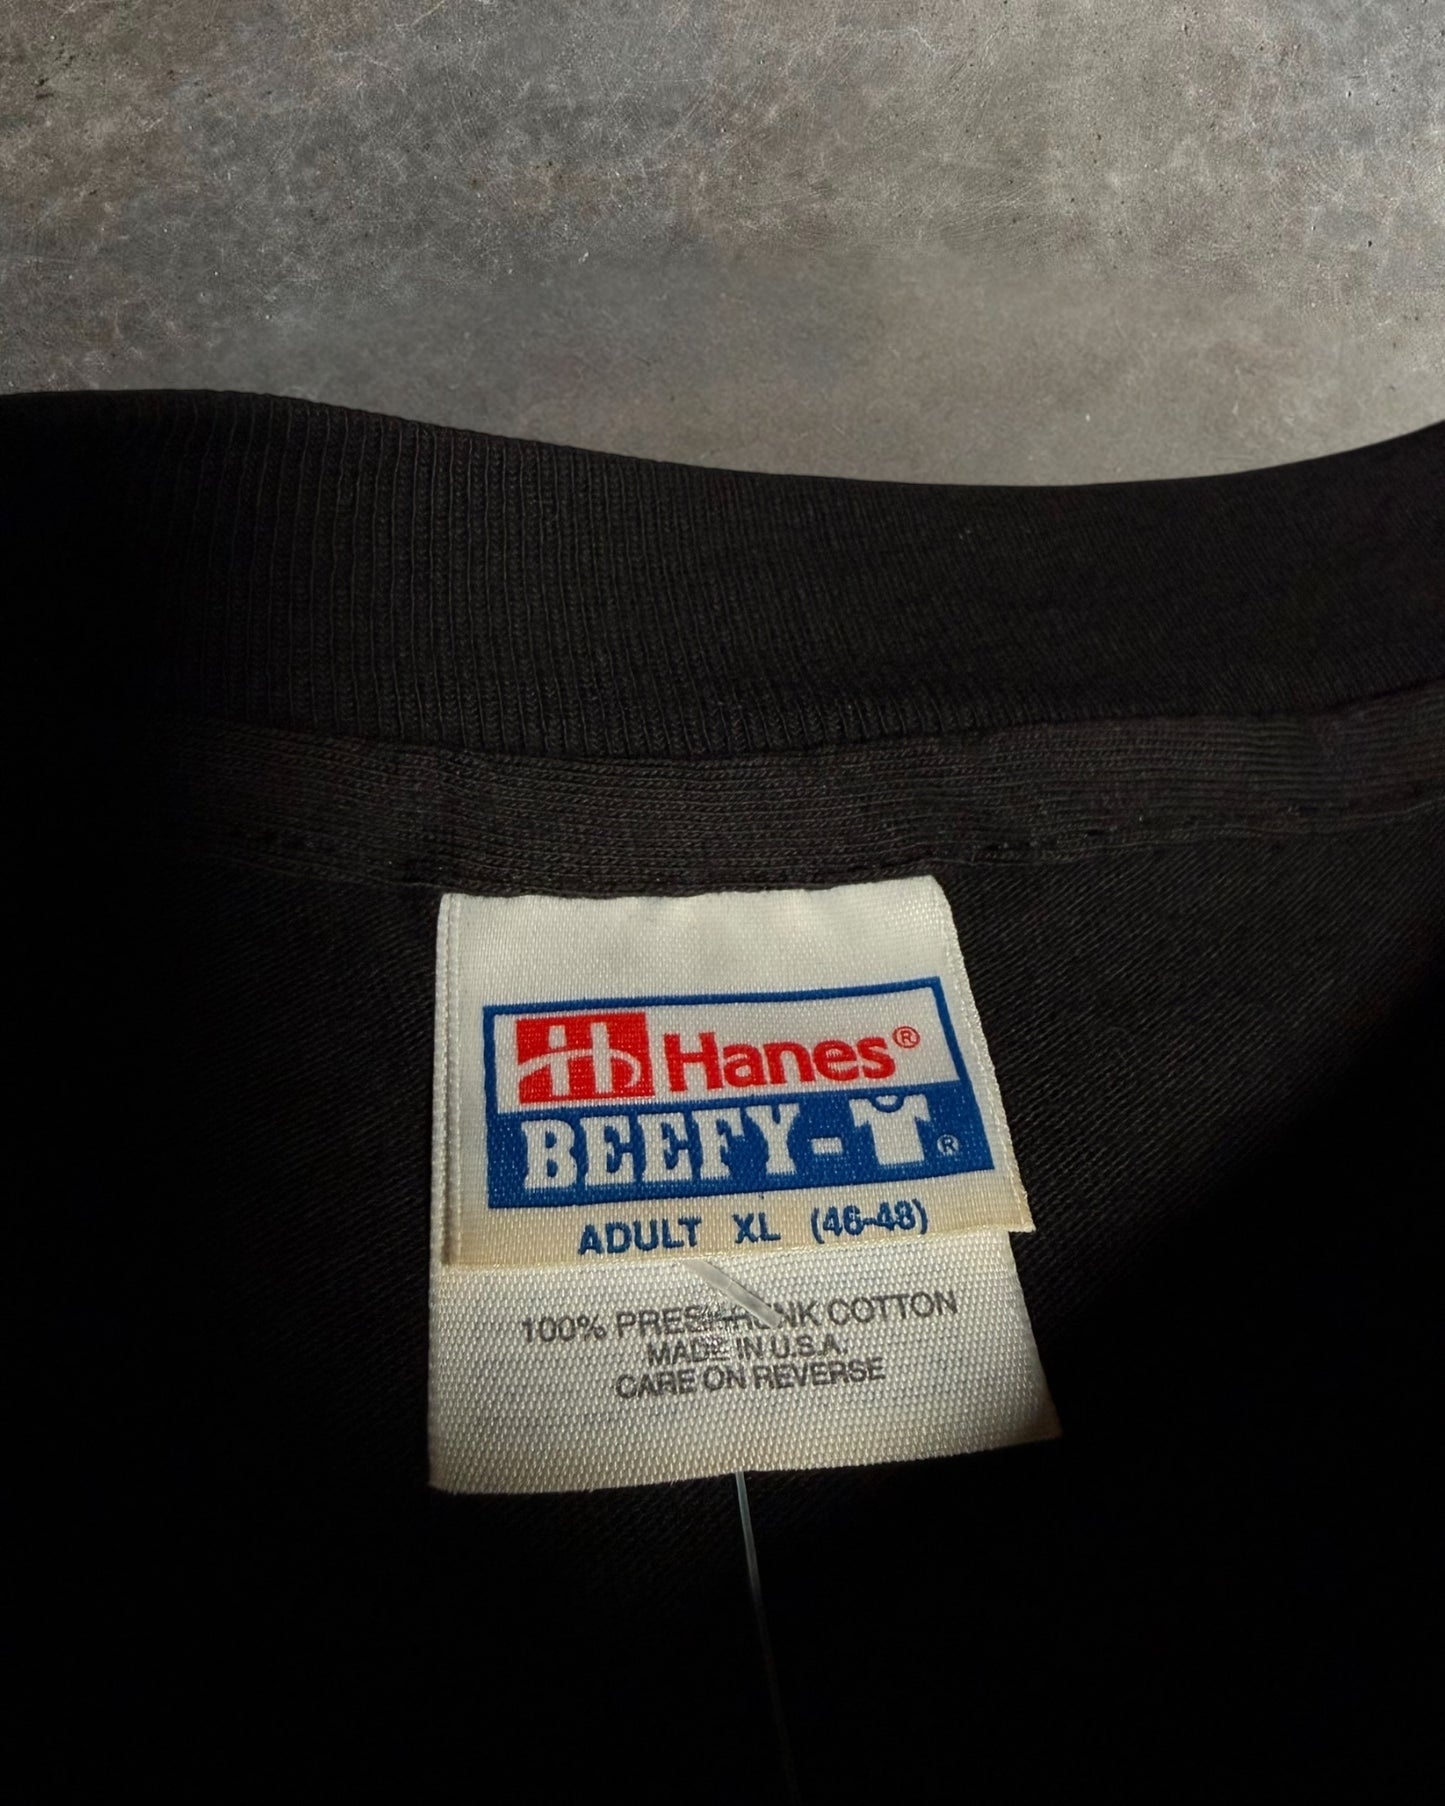 Hanes®
BEEFY-T®
ADULT XL (46-48)
100% PRESHRUNK COTTON
MADE IN U.S.A.
CARE ON REVERSE